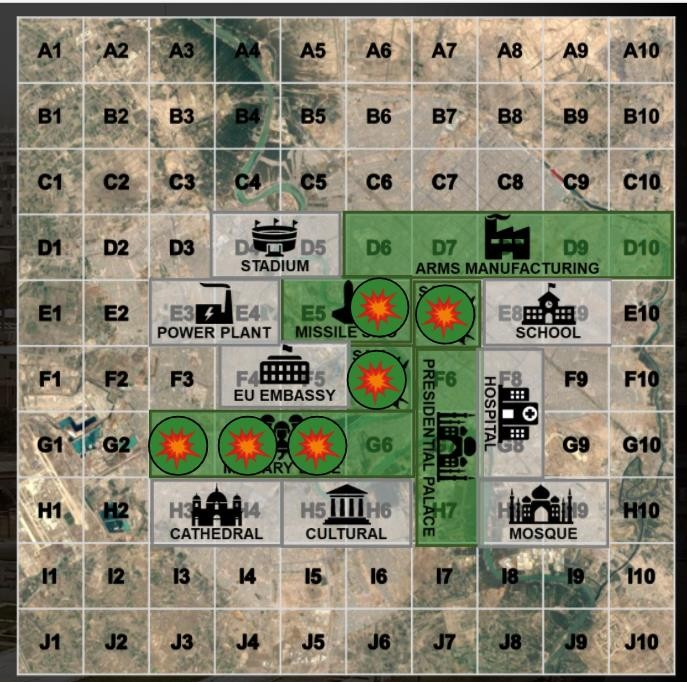 A1 A2 A3 A4 A5 A6 A7 A8 A9 A10
B1 B2 B3 B4 B5 B6 B7 B8 B9 B10
C1 C2 C3 C4 C5 C6 C7 C8 C9 C10
D1 D2 D3 D4 D5 D6 D7 D9 D10
STADIUM
ARMS MANUFACTURING
E1 E2 E3 E4 E5 E8 E10
POWER PLANT
MISSILE
SCHOOL
F1 F2 F3 F4 F5 F6 F8 F9 F10
EU EMBASSY
PRESIDENTIAL PALACE
HOSPITAL
G1 G2 G6 G8 G9 G10
H1 H2 H3 H4 H5 H6 H7 H9 H10
CATHEDRAL
CULTURAL
MOSQUE
I1 I2 I3 I4 I5 I6 I7 I8 I9 I10
J1 J2 J3 J4 J5 J6 J7 J8 J9 J10